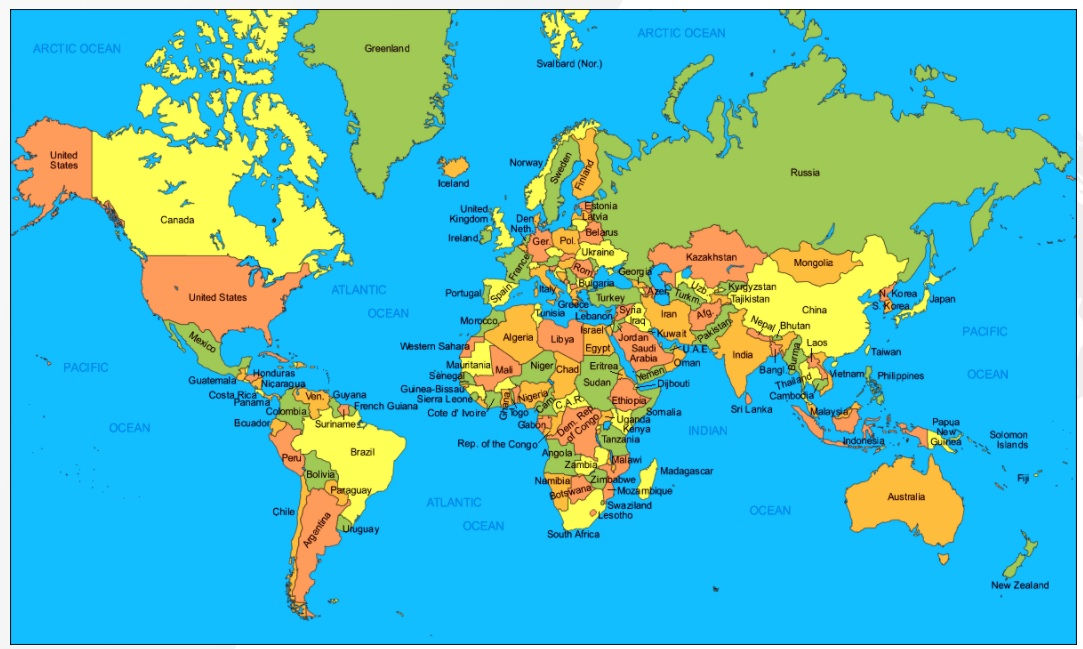 ARCTIC OCEAN
Greenland
Svalbard (Nor.)
ARCTIC OCEAN
United
States
Canada
Iceland
Norway
Sweden
Finland
Russia
United
Kingdom
Ireland
Den.
Neth.
Estonia
Latvia
Belarus
Ger.
Pol.
Ukraine
France
Spain
Portugal
Italy
Rom.
Bulgaria
Greece
Turkey
Georgia
Azer.
Kazakhstan
Mongolia
Uzb.
Turkm.
Kyrgyzstan
Tajikistan
China
N. Korea
S. Korea
Japan
United States
ATLANTIC
OCEAN
Mexico
PACIFIC
OCEAN
Guatemala
Honduras
Nicaragua
Costa Rica
Panama
Ven.
Guyana
French Guiana
Suriname
Colombia
Ecuador
Peru
Brazil
Bolivia
Paraguay
Chile
Argentina
Uruguay
ATLANTIC
OCEAN
Morocco
Tunisia
Algeria
Libya
Egypt
Israel
Lebanon
Syria
Iraq
Jordan
Kuwait
Saudi
Arabia
U.A.E.
Oman
Yemen
Iran
Afg.
Pakistan
India
Nepal
Bhutan
Bangl
Burma
Laos
Thailand
Vietnam
Cambodia
Taiwan
Philippines
Sri Lanka
Malaysia
Indonesia
Papua
New
Guinea
Solomon
Islands
Fiji
PACIFIC
OCEAN
Western Sahara
Mauritania
Mali
Niger
Chad
Sudan
Eritrea
Djibouti
Ethiopia
Somalia
Senegal
Guinea-Bissau
Sierra Leone
Cote d' Ivoire
Ghana
Togo
Nigeria
Cam.
C.A.R.
Gabon
Rep. of the Congo
Dem. Rep.
of Congo
Uganda
Kenya
Tanzania
Angola
Zambia
Malawi
Namibia
Botswana
Zimbabwe
Mozambique
Madagascar
Swaziland
Lesotho
South Africa
INDIAN
OCEAN
Australia
New Zealand